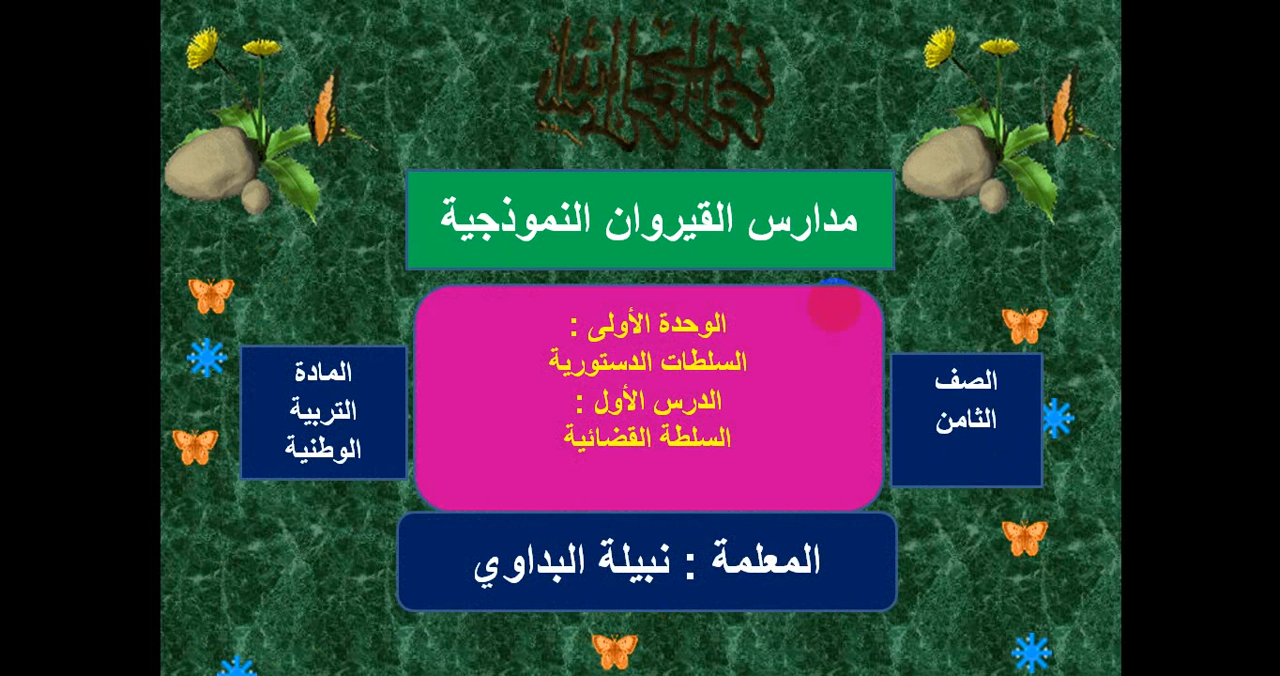 مدارس القيروان النموذجية
الوحدة الأولى :
السلطات الدستورية
الدرس الأول :
السلطة القضائية
الصف
الثامن
المادة
التربية
الوطنية
المعلمة : نبيلة البداوي